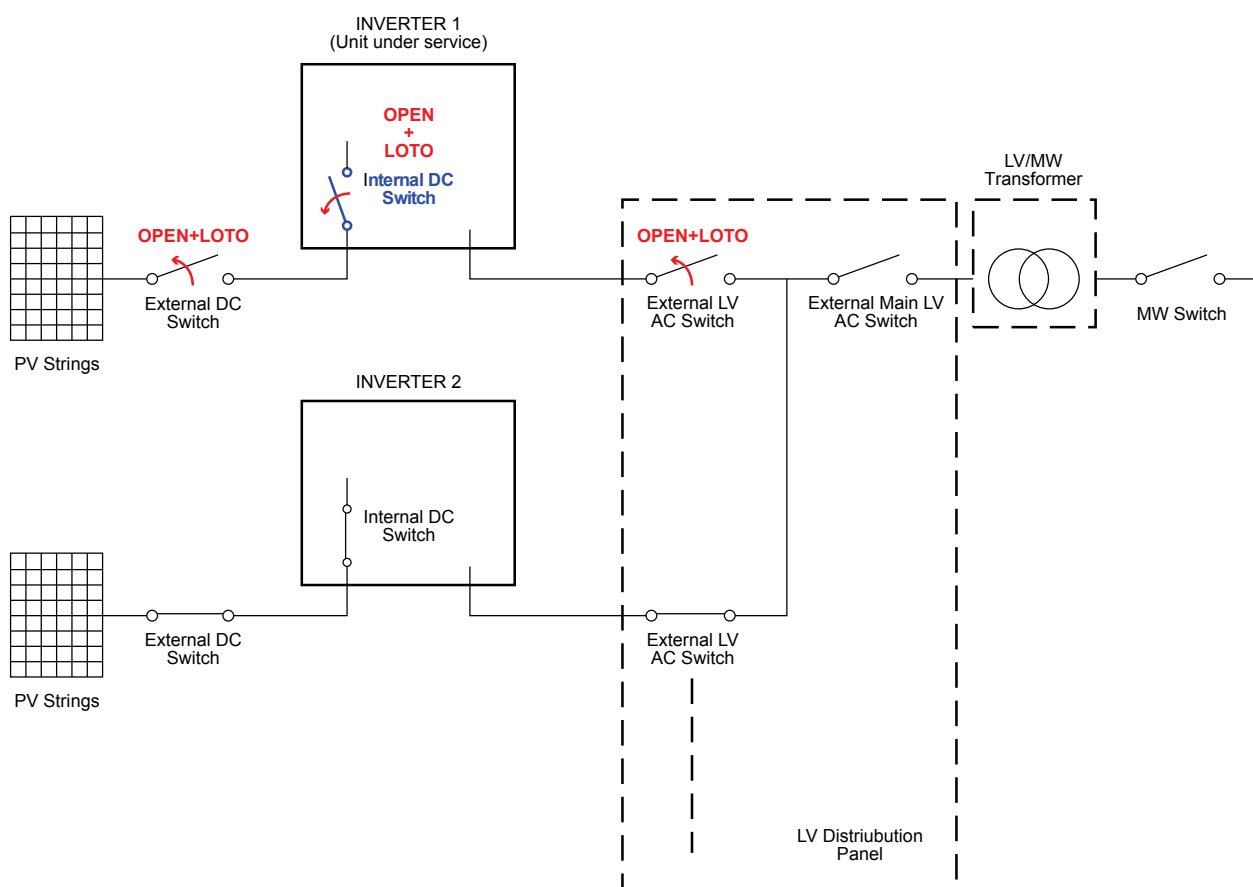 INVERTER 1
(Unit under service)
OPEN
+
LOTO
Internal DC
Switch
OPEN+LOTO
External DC
Switch
PV Strings
OPEN+LOTO
External LV
AC Switch
External Main LV
AC Switch
LV/MW
Transformer
MW Switch
INVERTER 2
Internal DC
Switch
External DC
Switch
PV Strings
External LV
AC Switch
LV Distriubution
Panel